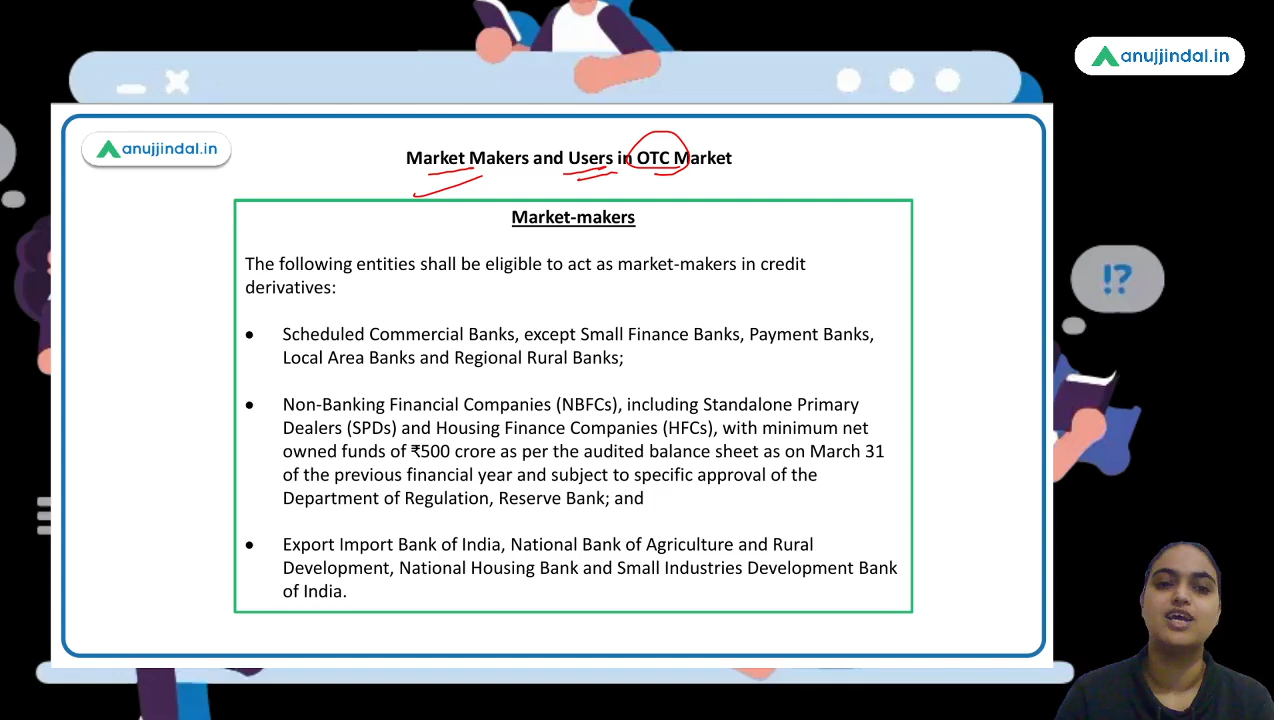 anujjindal.in
anujjindal.in
Market Makers and Users in OTC Market
Market-makers
The following entities shall be eligible to act as market-makers in credit
derivatives:
● Scheduled Commercial Banks, except Small Finance Banks, Payment Banks,
Local Area Banks and Regional Rural Banks;
● Non-Banking Financial Companies (NBFCs), including Standalone Primary
Dealers (SPDs) and Housing Finance Companies (HFCs), with minimum net
owned funds of ₹500 crore as per the audited balance sheet as on March 31
of the previous financial year and subject to specific approval of the
Department of Regulation, Reserve Bank; and
● Export Import Bank of India, National Bank of Agriculture and Rural
Development, National Housing Bank and Small Industries Development Bank
of India.
!?